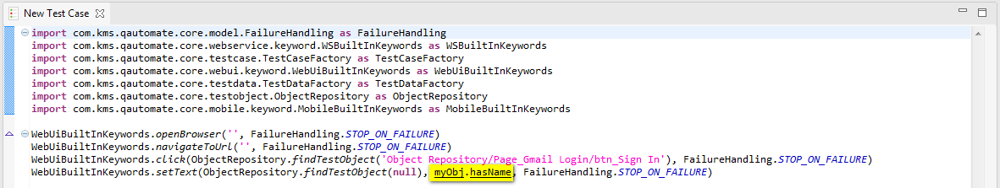 New Test Case
import com.kms.qautomate.core.model.FailureHandling as FailureHandling
import com.kms.qautomate.core.webservice.keyword.WSBuiltInKeywords as WSBuiltInKeywords
import com.kms.qautomate.core.testcase.TestCaseFactory as TestCaseFactory
import com.kms.qautomate.core.webui.keyword.WebUiBuiltInKeywords as WebUiBuiltInKeywords
import com.kms.qautomate.core.testdata.TestDataFactory as TestDataFactory
import com.kms.qautomate.core.testobject.ObjectRepository as ObjectRepository
import com.kms.qautomate.core.mobile.keyword.MobileBuiltInKeywords as MobileBuiltInKeywords
WebUiBuiltInKeywords.openBrowser('', FailureHandling.STOP_ON_FAILURE)
WebUiBuiltInKeywords.navigateToUrl('', FailureHandling.STOP_ON_FAILURE)
WebUiBuiltInKeywords.click(ObjectRepository.findTestObject('Object Repository/Page_Gmail Login/btn_Sign In'), FailureHandling.STOP_ON_FAILURE)
WebUiBuiltInKeywords.setText(ObjectRepository.findTestObject(null), myObj.hasName, FailureHandling.STOP_ON_FAILURE)